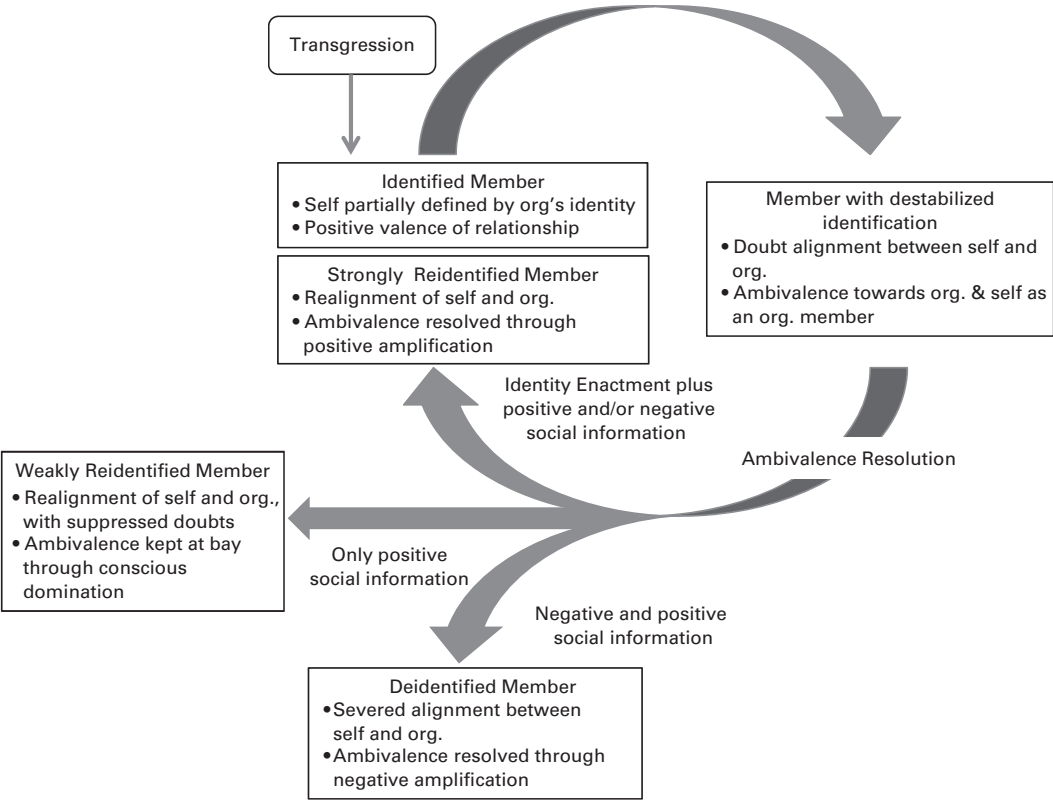 Transgression
Identified Member
• Self partially defined by org's identity
• Positive valence of relationship
Member with destabilized
identification
• Doubt alignment between self and
org.
• Ambivalence towards org. & self as
an org. member
Strongly Reidentified Member
• Realignment of self and org.
• Ambivalence resolved through
positive amplification
Identity Enactment plus
positive and/or negative
social information
Ambivalence Resolution
Weakly Reidentified Member
• Realignment of self and org.,
with suppressed doubts
• Ambivalence kept at bay
through conscious
domination
Only positive
social information
Negative and positive
social information
Deidentified Member
• Severed alignment between
self and org.
• Ambivalence resolved through
negative amplification